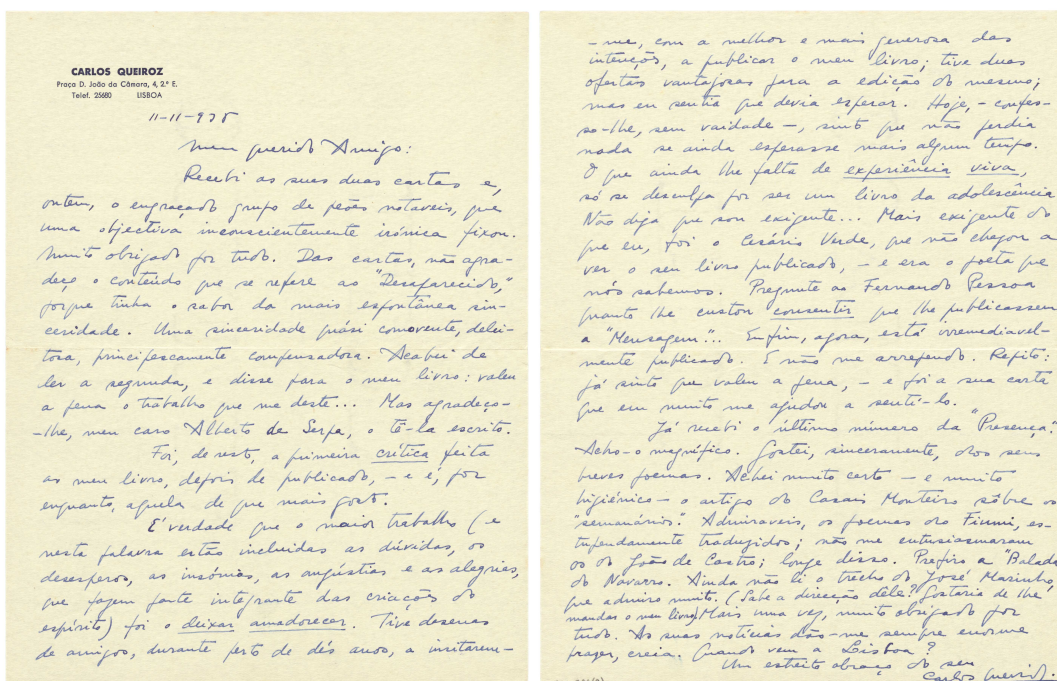 CARLOS QUEIROZ
Praça D. João da Câmara, 4, 2.º E.
Telef. 25680 LISBOA
11-11-935
Meu querido Amigo:
Recebi as suas duas cartas e,
ontem, o engraçado grupo de peões notaveis, que
uma objectiva inconscientemente irónica fixou.
Muito obrigado por tudo. Das cartas, não agra-
deço o conteúdo que se refere ao "Desaparecido,"
porque tinha o sabor da mais espontânea sin-
ceridade. Uma sinceridade quási comovente, delei-
tosa, principescamente compensadora. Acabei de
ler a segunda, e disse para o meu livro: valeu
a pena o trabalho que me deste... Mas agradeço-
-lhe, meu caro Alberto de Serpa, o tê-la escrito.
Foi, de resto, a primeira crítica feita
ao meu livro, depois de publicado, – e é, por
enquanto, aquela de que mais gosto.
É verdade que o maior trabalho (e
nesta palavra estão incluidas as dúvidas, os
desesperos, as insónias, as angústias e as alegrias,
que fazem parte integrante das criações do
espírito) foi o deixar amadorecer. Tive desenas
de amigos, durante perto de dés anos, a insitarem-
-me, com a melhor e mais generosa das
intenções, a publicar o meu livro; tive duas
ofertas vantajosas para a edição do mesmo;
mas eu sentia que devia esperar. Hoje, – confes-
so-lhe, sem vaidade –, sinto que não perdia
nada se ainda esperasse mais algum tempo.
O que ainda lhe falta de experiência viva,
só se desculpa por ser um livro da adolescência.
Não diga que sou exigente... Mais exigente do
que eu, foi o Cesário Verde, que não chegou a
ver o seu livro publicado, – e era o poeta que
nós sabemos. Pregunte ao Fernando Pessoa
quanto lhe custou consentir que lhe publicassem
a "Mensagem"... Enfim, agora, está irremediavel-
mente publicado. E não me arrependo. Repito:
já sinto que valeu a pena, – e foi a sua carta
que em muito me ajudou a sentí-lo.
Já recebi o último número da "Presença".
Acho-o magnífico. Gostei, sinceramente, dos seus
breves poemas. Achei muito certo – e muito
higiénico – o artigo do Casais Monteiro sôbre os
"semanários." Admiraveis, os poemas do Fiumi, es-
tupendamente traduzidos; não me entusiasmaram
os do João de Castro; longe disso. Prefiro a "Balada"
do Navarro. Ainda não li o trecho do José Marinho,
que admiro muito. (Sabe a direcção dele? Gostaria de lhe
mandar o meu livro) Mais uma vez, muito obrigado por
tudo. As suas notícias dão-me sempre enorme
prazer, creia. Quando vem a Lisboa?
Um estreito abraço do seu
Carlos Queiroz.